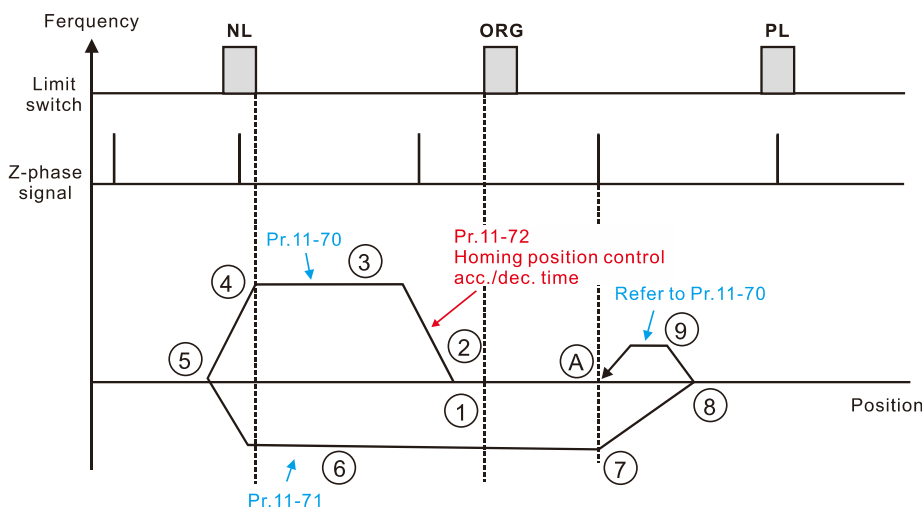 Ferquency
NL
ORG
PL
Limit
switch
Z-phase
signal
Pr.11-70
Pr.11-72
Homing position control
acc./dec. time
Refer to Pr.11-70
3
4
2
9
5
A
1
8
Position
6
7
Pr.11-71